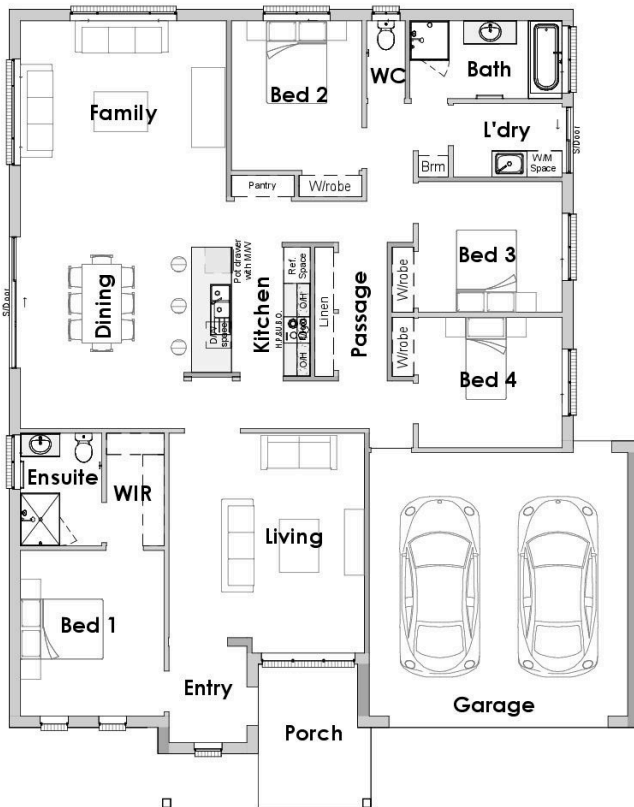 WC
Bath
Bed 2
Family
L'dry
S/Door
Brm
W/M
Space
Pantry
W/robe
Pot drawer
with M/W
Ref.
Space
Bed 3
W/robe
S/Door
Dining
Kitchen
Linen
Passage
O/H
H.P.&U.B.O.
D/W
space
O/H
W/robe
Bed 4
Ensuite
WIR
Living
Bed 1
Entry
Garage
Porch